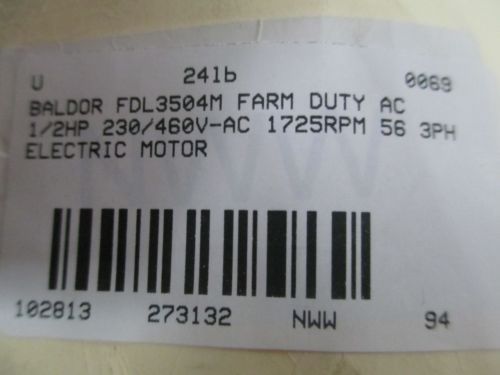 U 24lb 0069
BALDOR FDL3504M FARM DUTY AC
1/2HP 230/460V-AC 1725RPM 56 3PH
ELECTRIC MOTOR
102813 273132 NWW 94